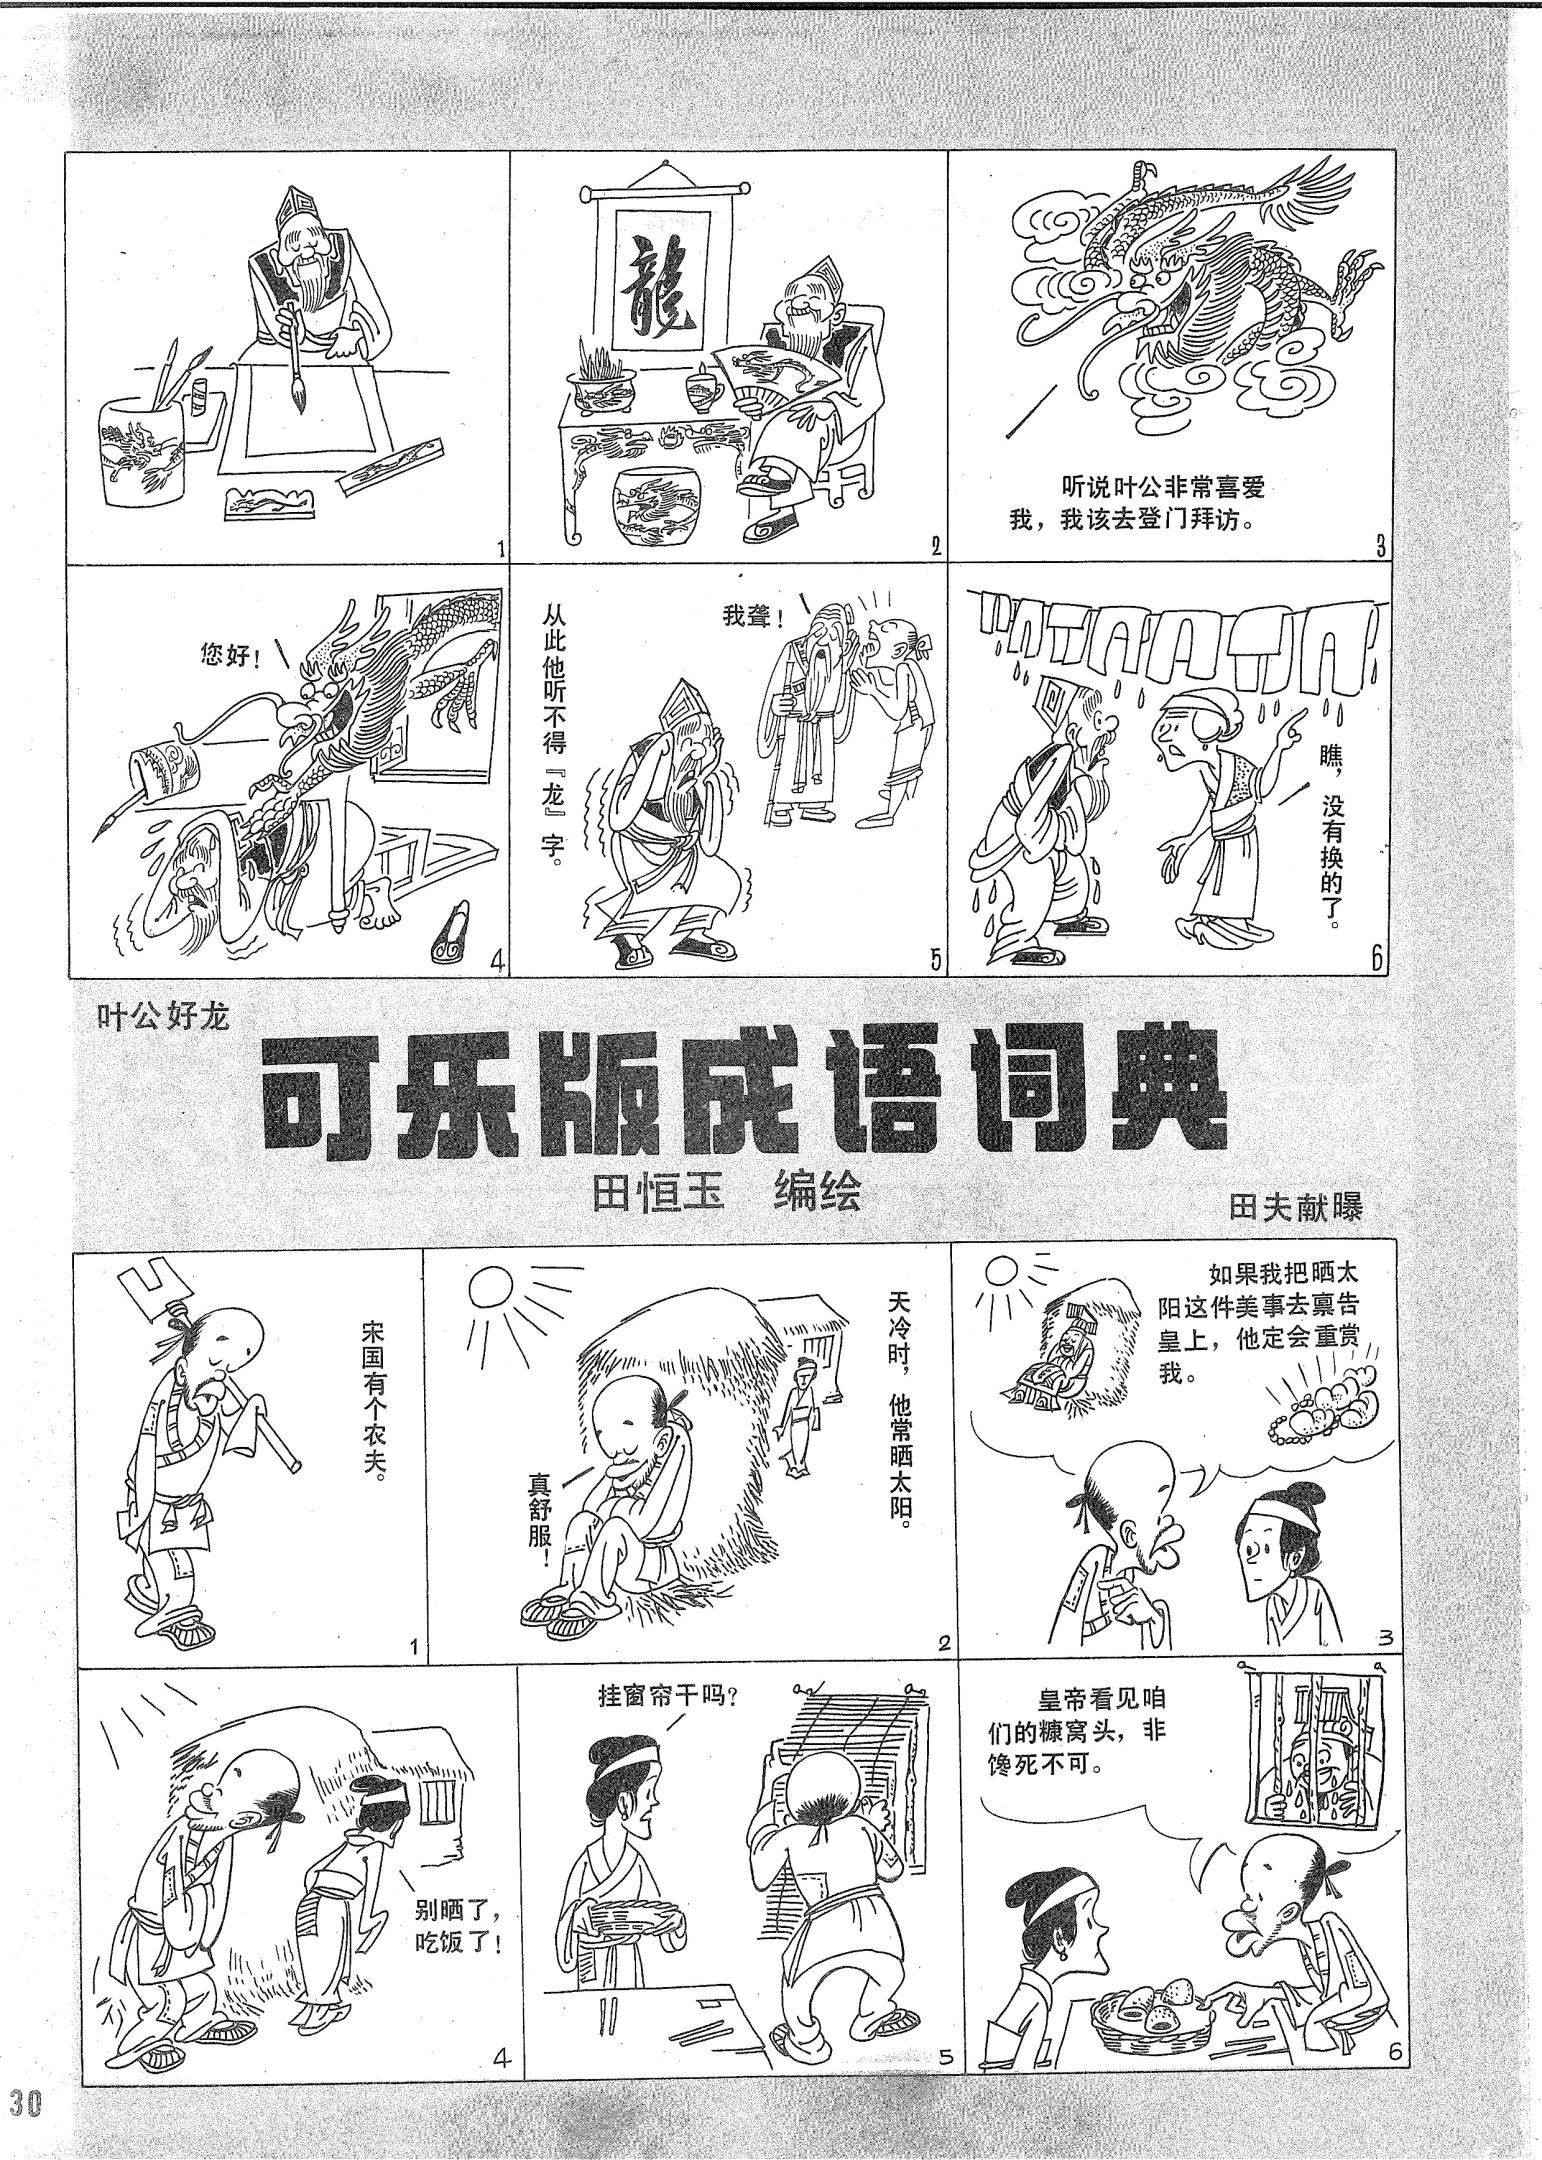 龍
1
2
听说叶公非常喜爱
我，我该去登门拜访。
3
您好！
4
从此他听不得『龙』字。
我聋！
5
瞧，没有换的了。
6
叶公好龙
可乐版成语词典
田恒玉 编绘
田夫献曝
宋国有个农夫。
1
天冷时，他常晒太阳。
真舒服！
2
如果我把晒太
阳这件美事去禀告
皇上，他定会重赏
我。
3
别晒了，
吃饭了！
4
挂窗帘干吗？
5
皇帝看见咱
们的糠窝头，非
馋死不可。
6
30